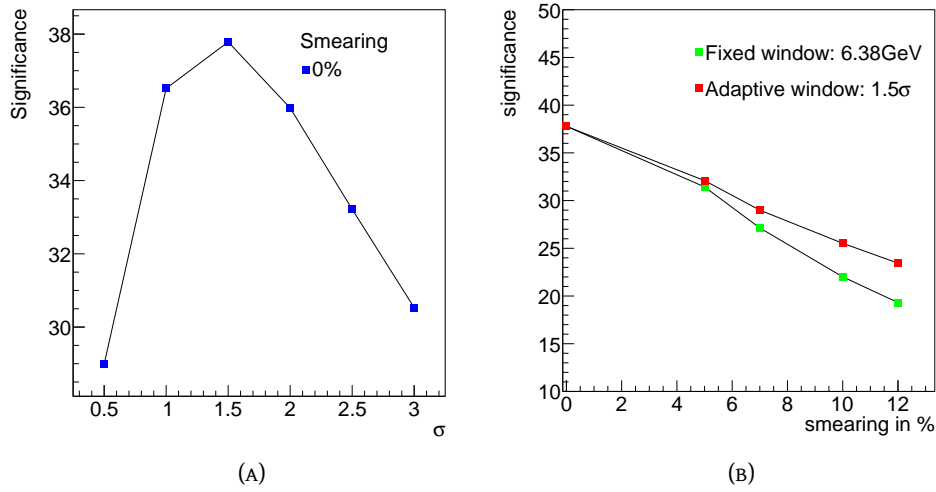 Significance
38
36
34
32
30
Smearing
0%
0.5 1 1.5 2 2.5 3
σ
(A)
significance
50
45
40
35
30
25
20
15
10
Fixed window: 6.38GeV
Adaptive window: 1.5σ
0 2 4 6 8 10 12
smearing in %
(B)